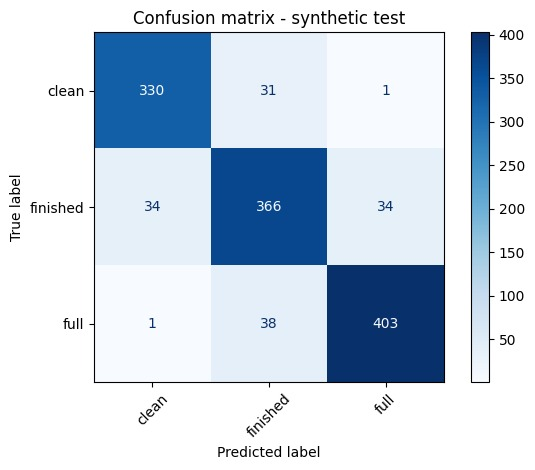 Confusion matrix - synthetic test
True label
clean
330 31 1
finished
34 366 34
full
1 38 403
clean finished full
Predicted label
400
350
300
250
200
150
100
50